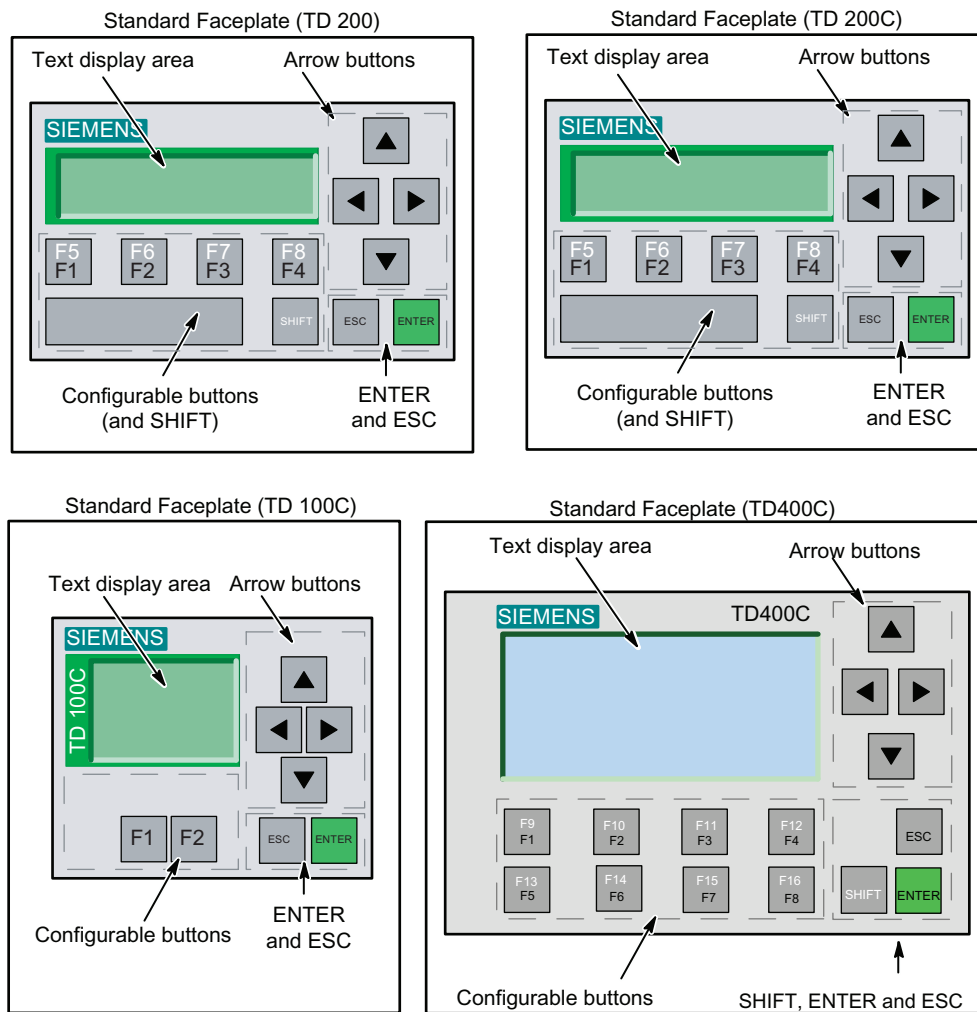 Standard Faceplate (TD 200)
Text display area
Arrow buttons
SIEMENS
F5 F6 F7 F8
F1 F2 F3 F4
SHIFT
ESC
ENTER
Configurable buttons
(and SHIFT)
ENTER
and ESC
Standard Faceplate (TD 200C)
Text display area
Arrow buttons
SIEMENS
F5 F6 F7 F8
F1 F2 F3 F4
SHIFT
ESC
ENTER
Configurable buttons
(and SHIFT)
ENTER
and ESC
Standard Faceplate (TD 100C)
Text display area
Arrow buttons
SIEMENS
TD 100C
F1 F2
ESC
ENTER
Configurable buttons
ENTER
and ESC
Standard Faceplate (TD400C)
Text display area
Arrow buttons
SIEMENS
TD400C
F9 F10 F11 F12
F1 F2 F3 F4
ESC
F13 F14 F15 F16
F5 F6 F7 F8
SHIFT
ENTER
Configurable buttons
SHIFT, ENTER and ESC